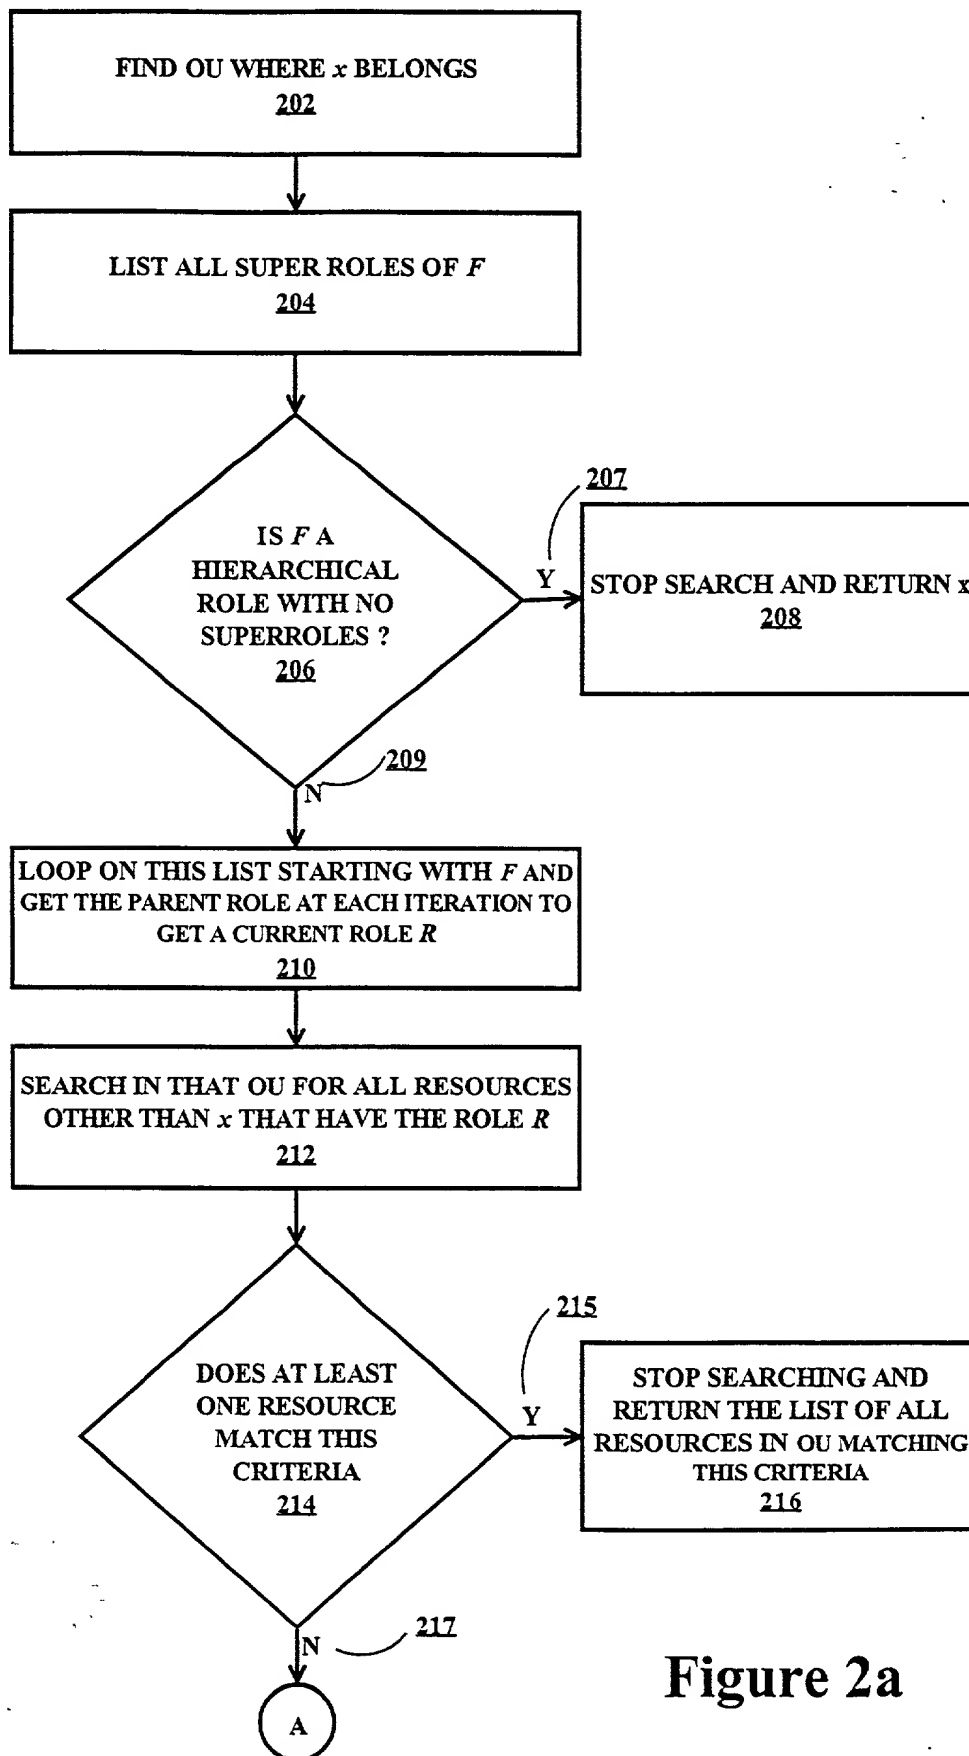 FIND OU WHERE x BELONGS
202
LIST ALL SUPER ROLES OF F
204
IS F A
HIERARCHICAL
ROLE WITH NO
SUPERROLES ?
206
207
Y
STOP SEARCH AND RETURN x
208
209
N
LOOP ON THIS LIST STARTING WITH F AND
GET THE PARENT ROLE AT EACH ITERATION TO
GET A CURRENT ROLE R
210
SEARCH IN THAT OU FOR ALL RESOURCES
OTHER THAN x THAT HAVE THE ROLE R
212
DOES AT LEAST
ONE RESOURCE
MATCH THIS
CRITERIA
214
215
Y
STOP SEARCHING AND
RETURN THE LIST OF ALL
RESOURCES IN OU MATCHING
THIS CRITERIA
216
217
N
A
Figure 2a